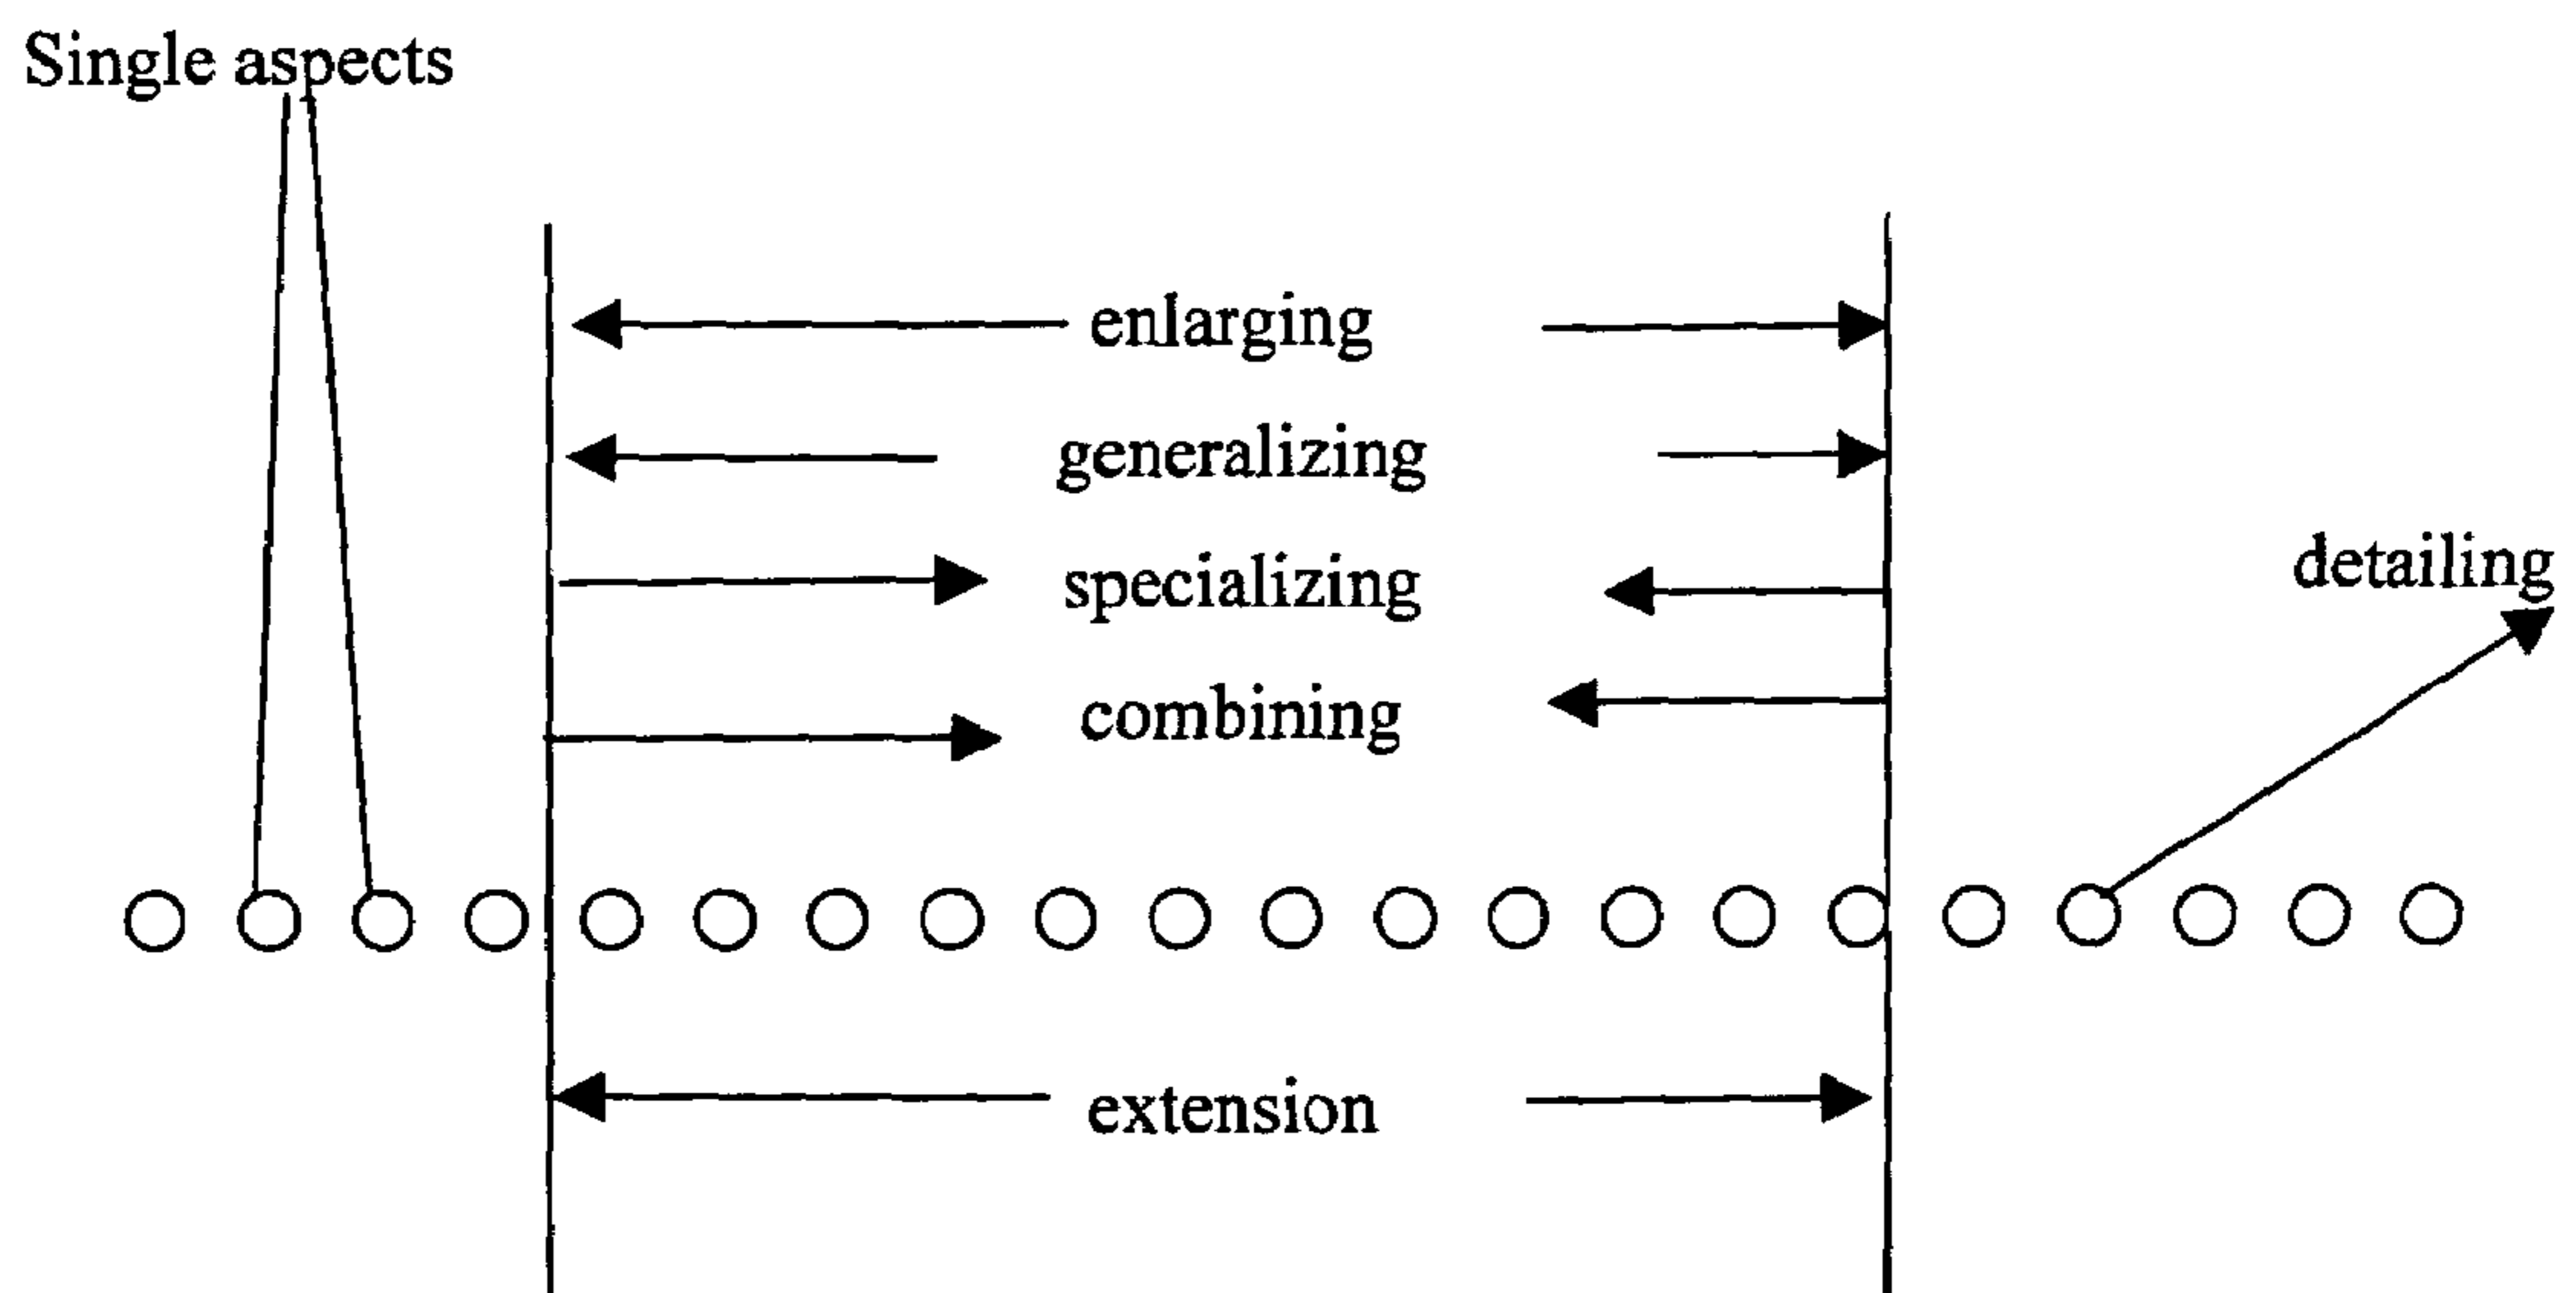 Single aspects
enlarging
generalizing
specializing
detailing
combining
extension